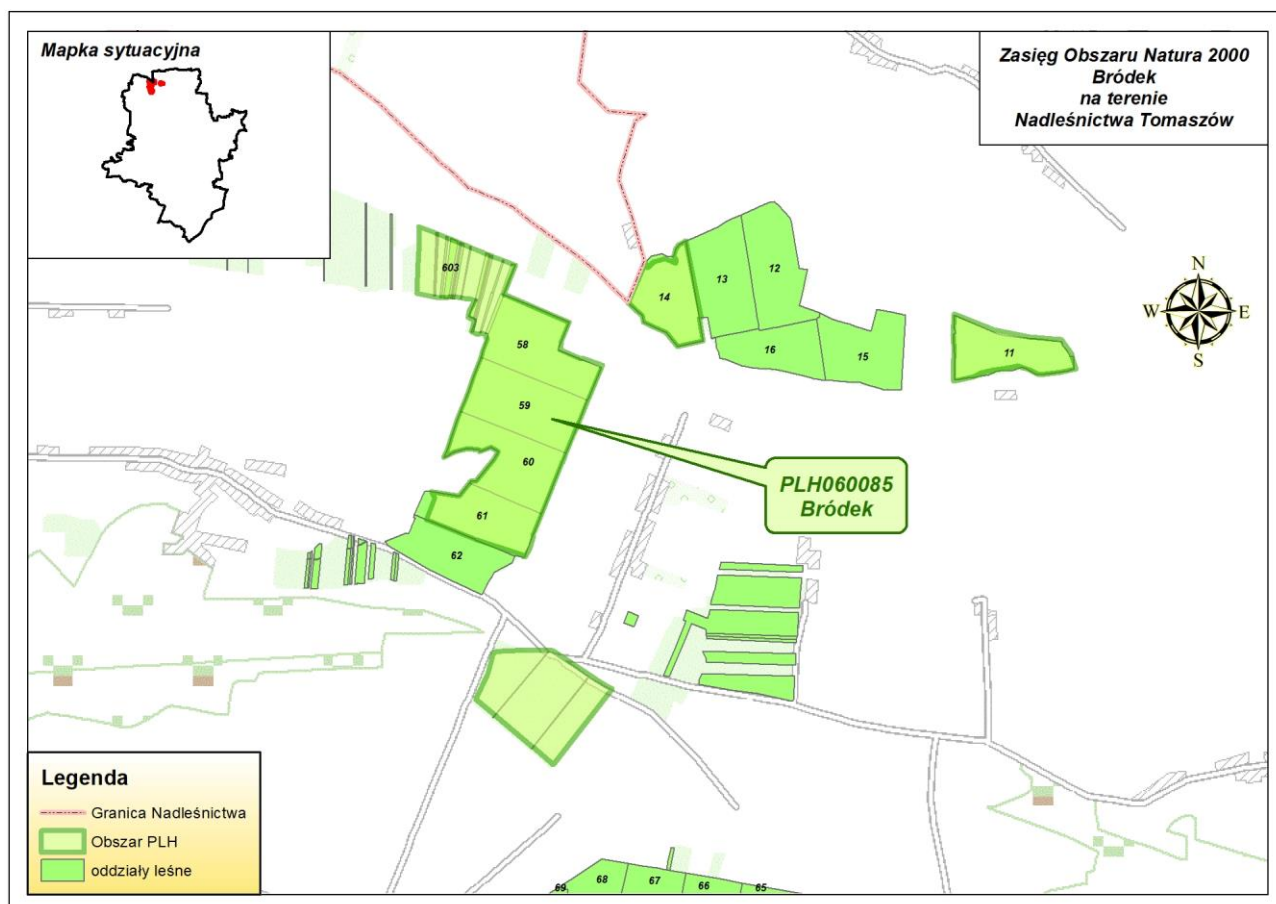 Mapka sytuacyjna
Zasięg Obszaru Natura 2000
Bródek
na terenie
Nadleśnictwa Tomaszów
603
14
13
12
16
15
11
58
59
60
61
62
N
W
E
S
PLH060085
Bródek
Legenda
Granica Nadleśnictwa
Obszar PLH
oddziały leśne
69
68
67
66
65